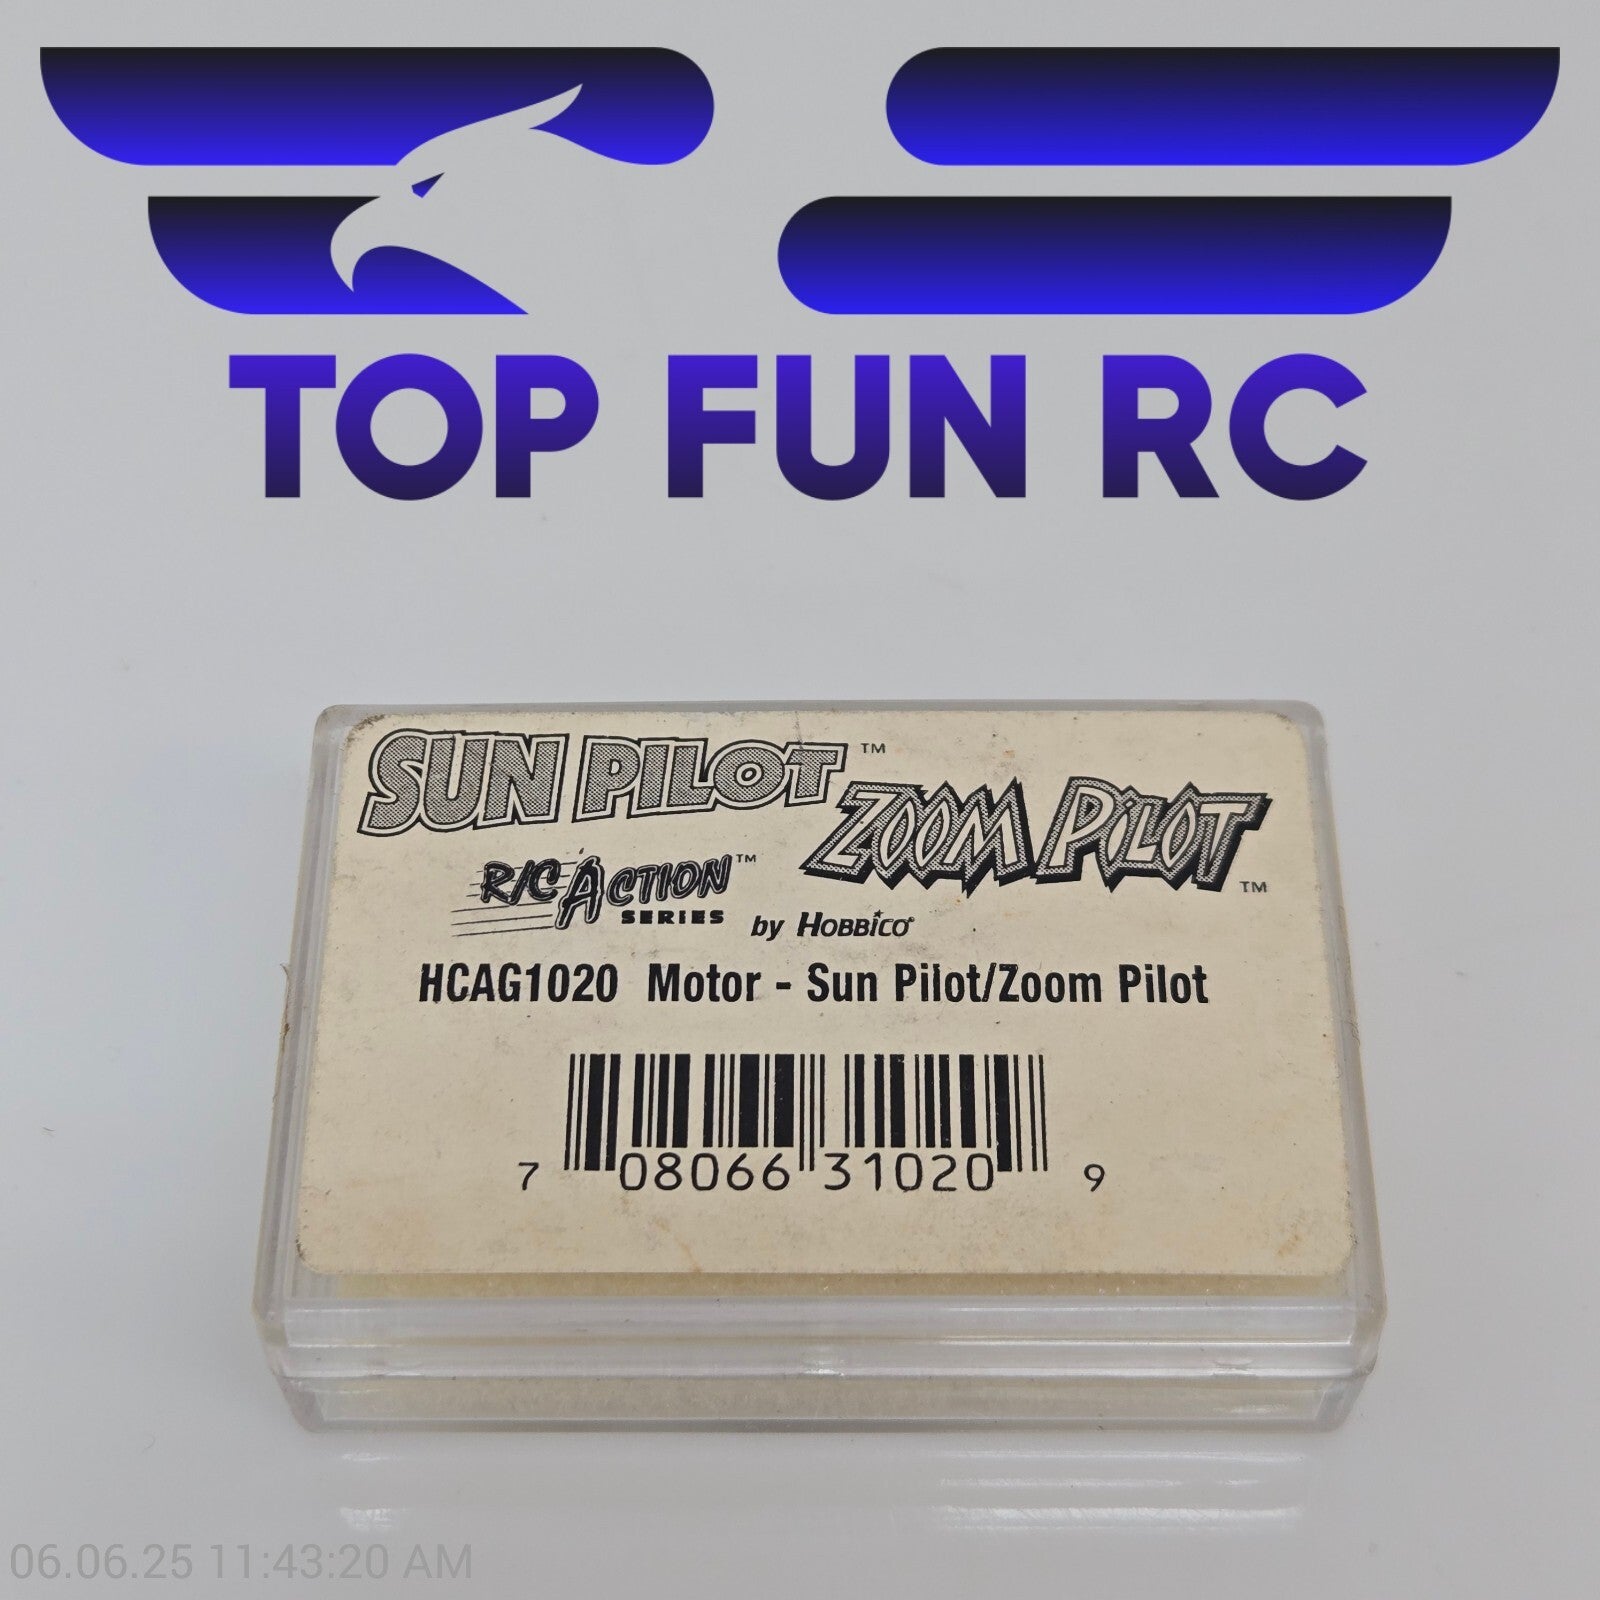 TOP FUN RC
SUN PILOT™
ZOOM PILOT™
R/C ACTION™
SERIES by HOBBICO®
HCAG1020 Motor - Sun Pilot/Zoom Pilot
7 08066 31020 9
06.06.25 11:43:20 AM